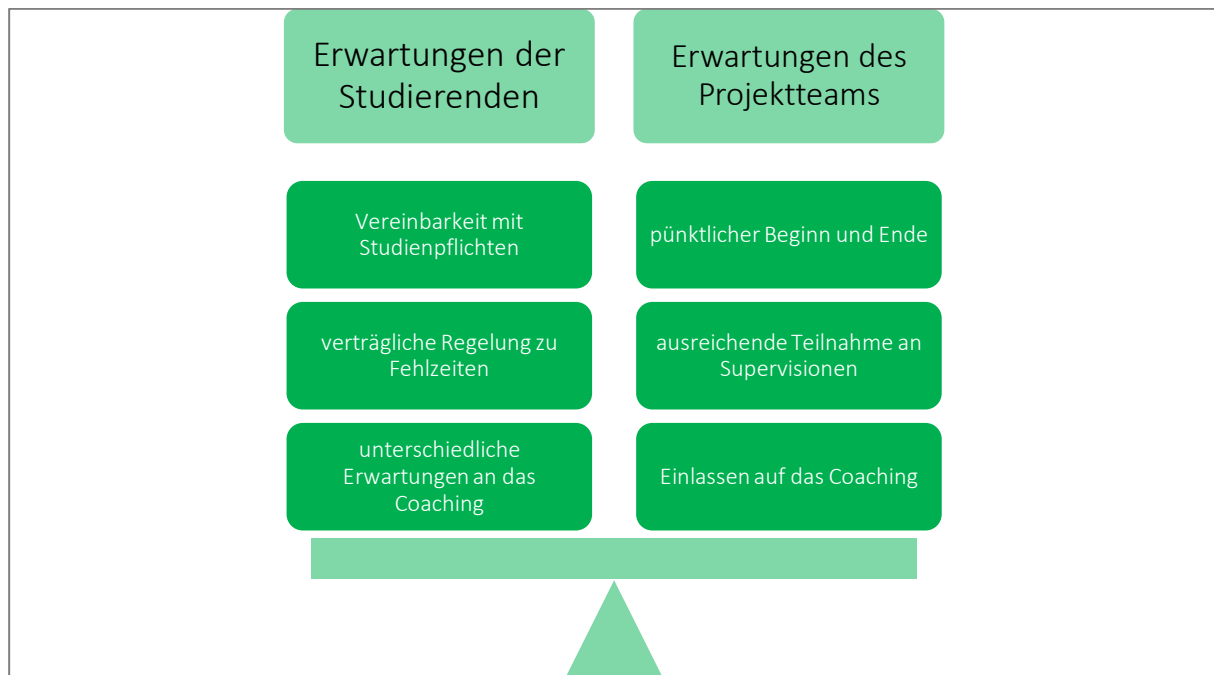 Erwartungen der
Studierenden
Erwartungen des
Projektteams
Vereinbarkeit mit
Studienpflichten
pünktlicher Beginn und Ende
verträgliche Regelung zu
Fehlzeiten
ausreichende Teilnahme an
Supervisionen
unterschiedliche
Erwartungen an das
Coaching
Einlassen auf das Coaching